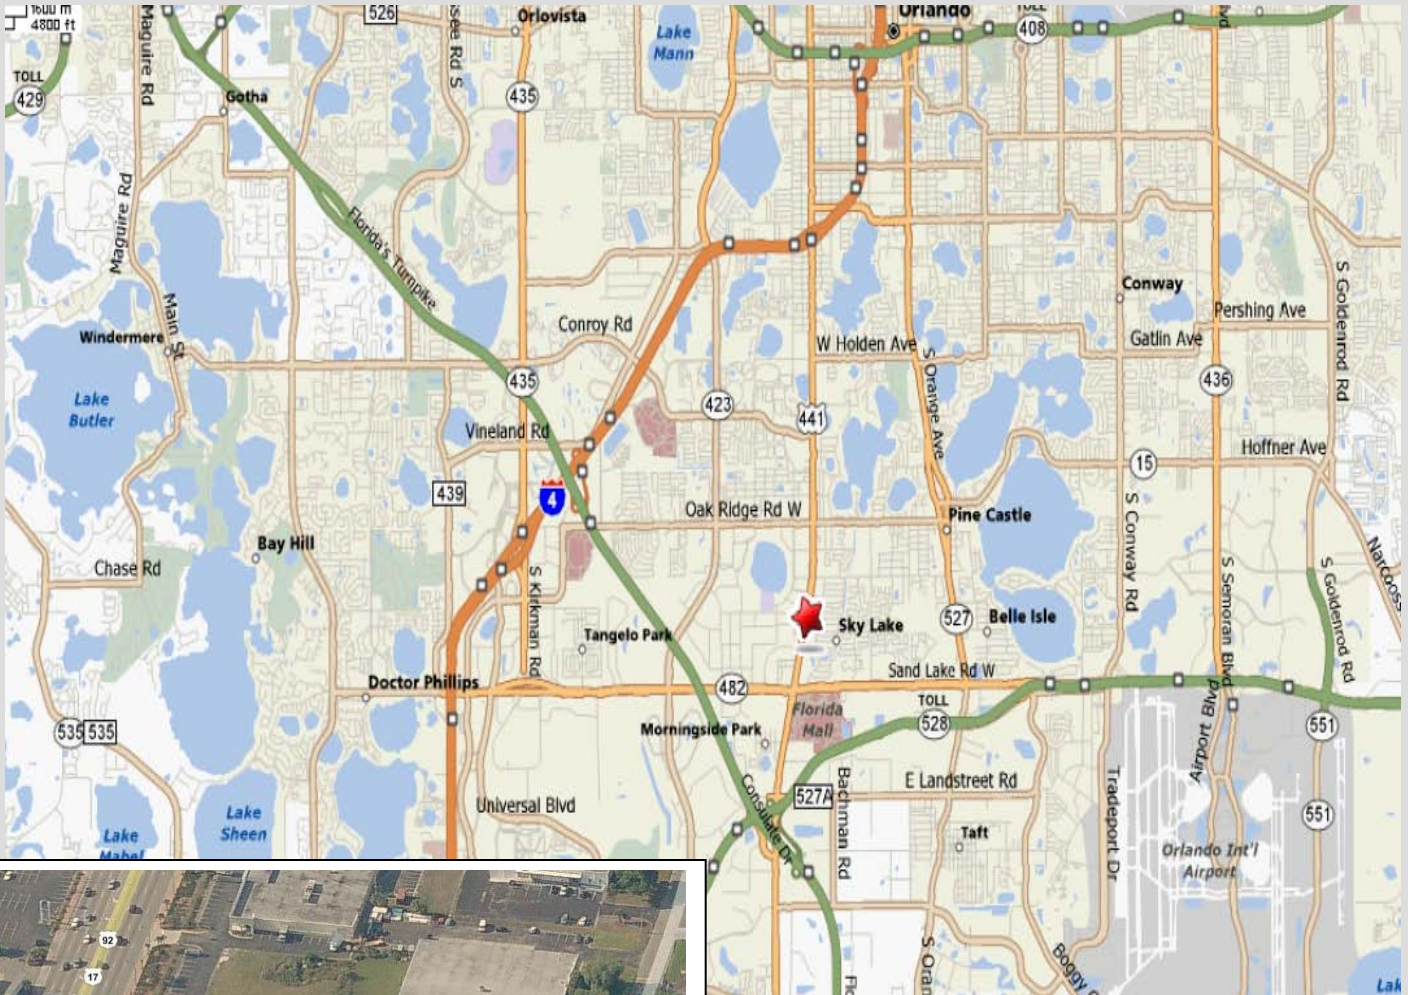 1600 m
4800 ft
526
Orlovista
Orlando
TOLL
408
Lake
Mann
TOLL
429
Maguire Rd
Gotha
435
Maguire Rd
Florida's Turnpike
Main St
Windermere
Conroy Rd
W Holden Ave
S Orange Ave
Conway
Pershing Ave
Gatlin Ave
S Goldenrod Rd
Lake
Butler
435
423
441
436
Vineland Rd
Hoffner Ave
439
4
15
Oak Ridge Rd W
Pine Castle
Bay Hill
Chase Rd
S Kirkman Rd
S Conway Rd
S Semoran Blvd
S Goldenrod Rd
Tangelo Park
Sky Lake
527
Belle Isle
Doctor Phillips
482
Sand Lake Rd W
Florida
Mall
TOLL
528
535
535
Morningside Park
551
Airport Blvd
527A
E Landstreet Rd
Consulate Dr
Bachman Rd
Tradeport Dr
Universal Blvd
Lake
Sheen
Lake
Mabel
Taft
551
Orlando Int'l
Airport
92
17